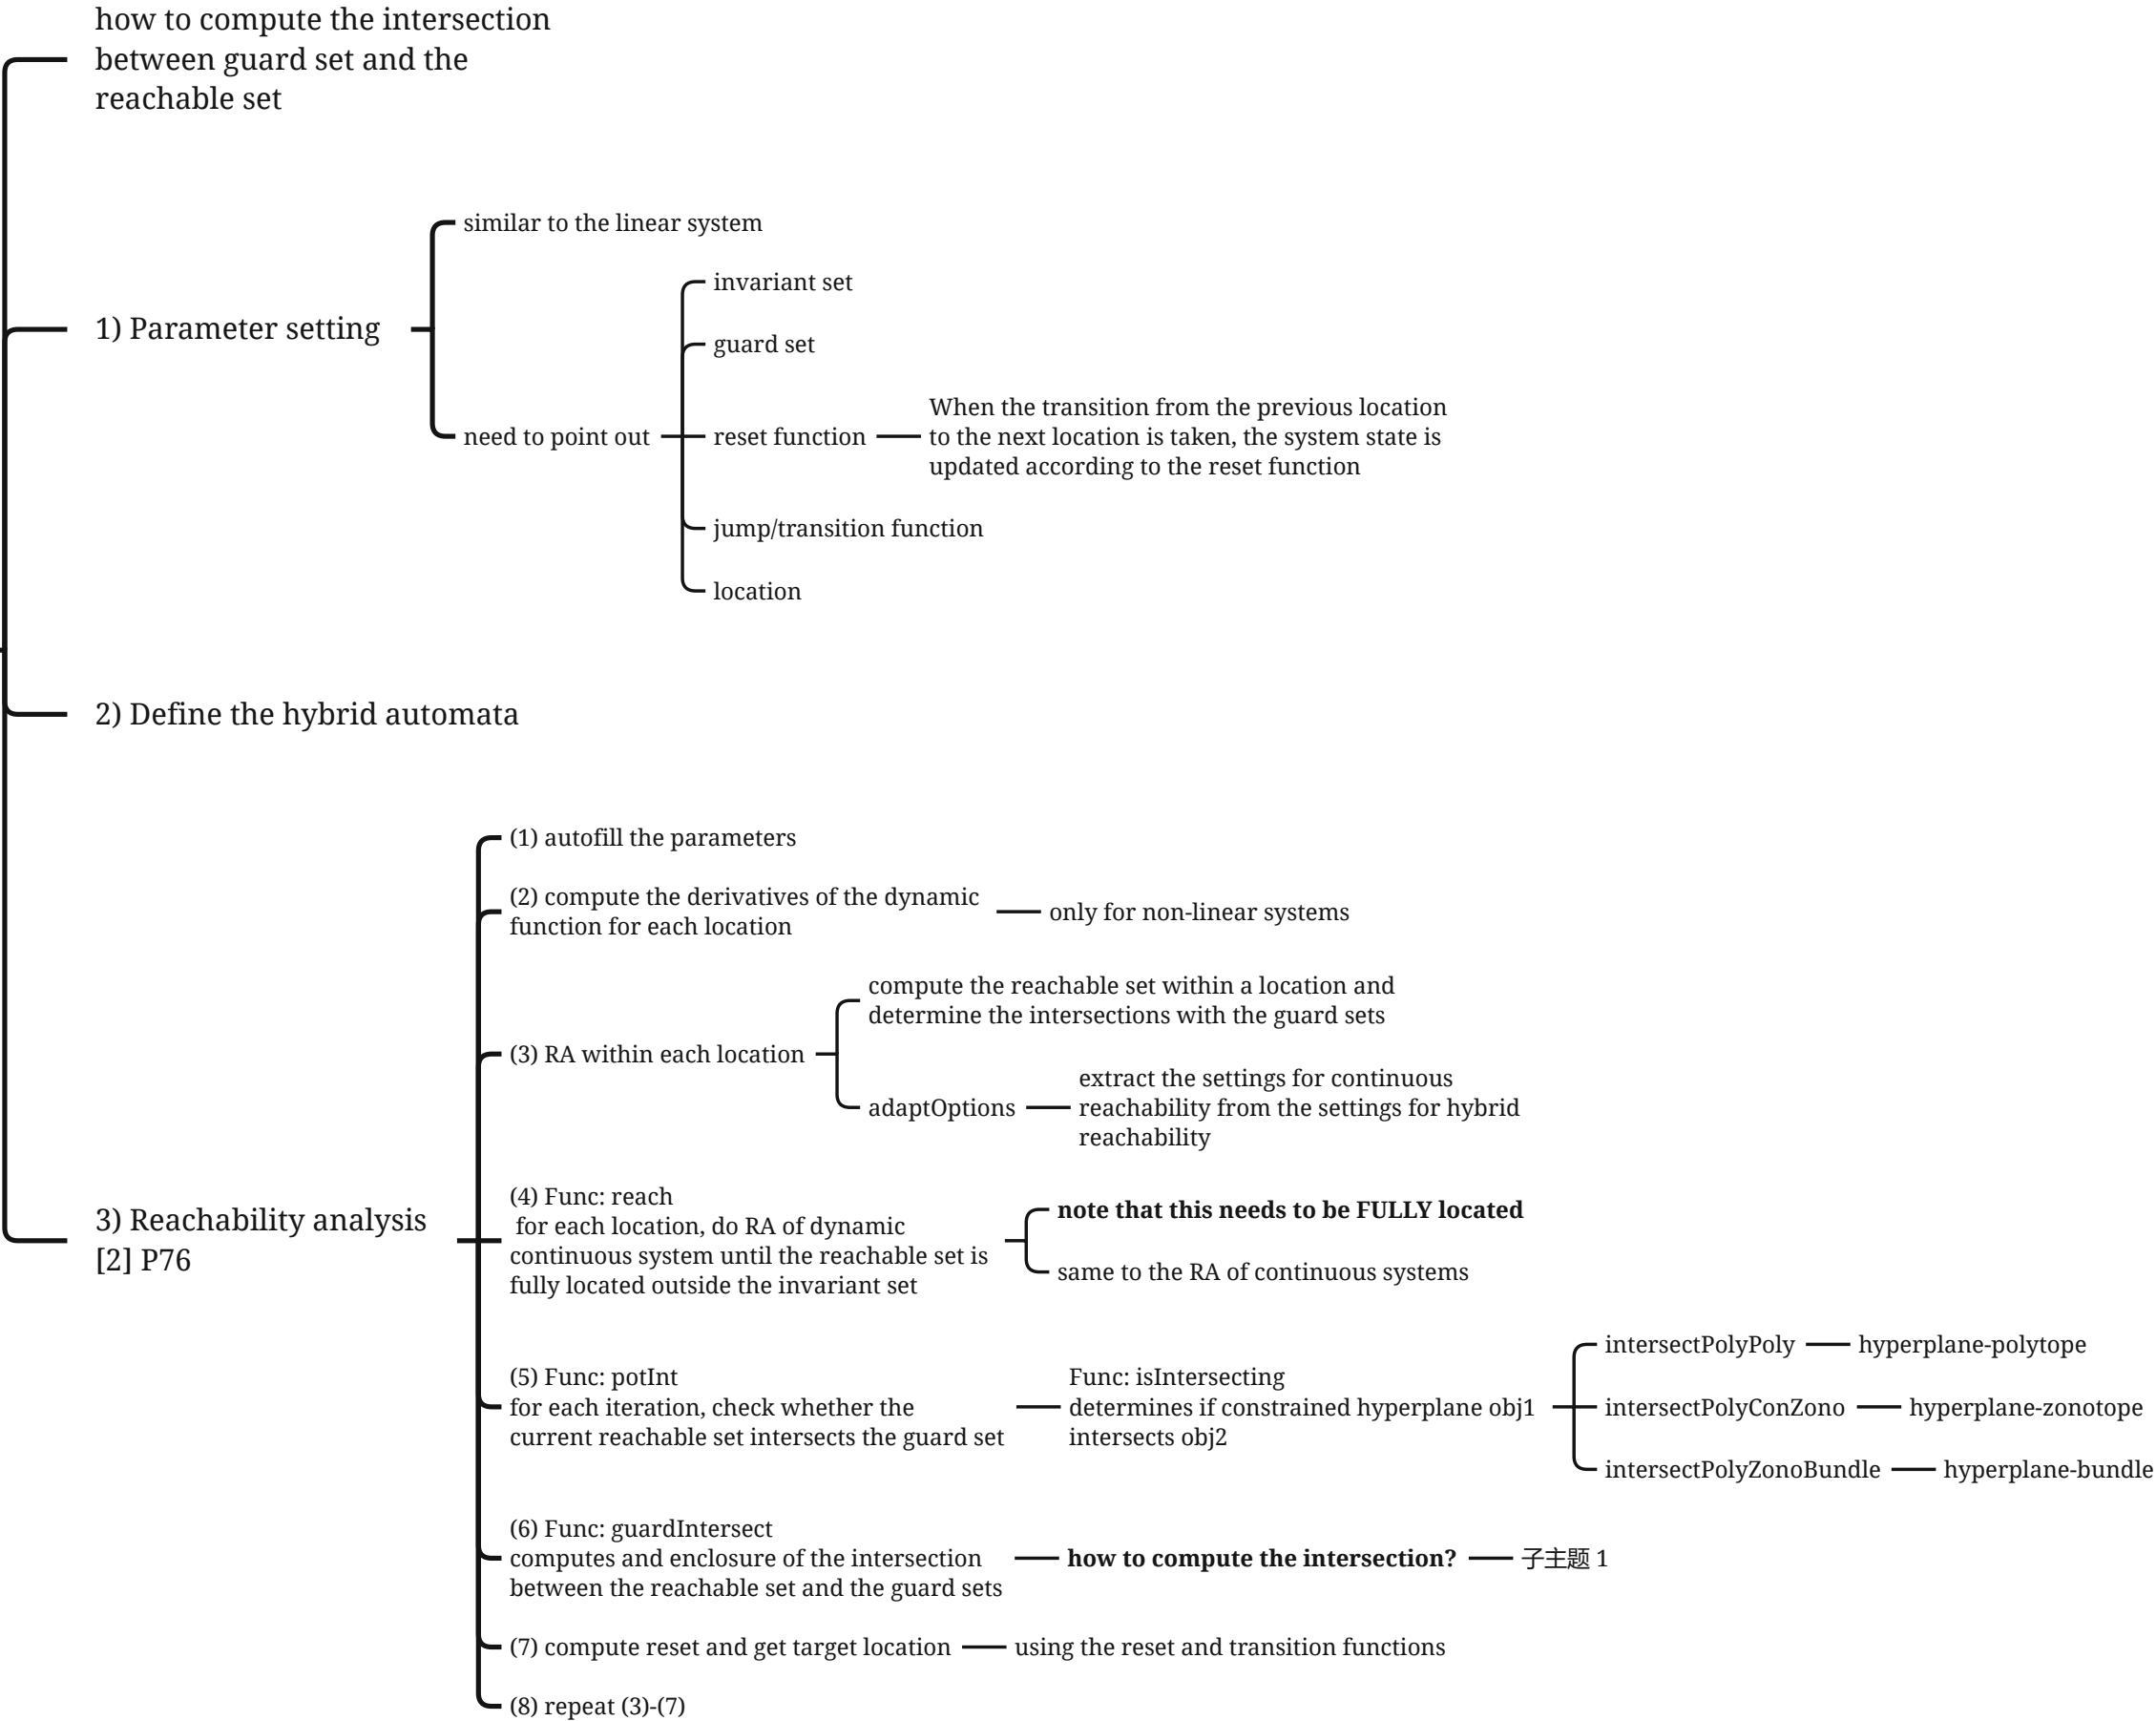 how to compute the intersection
between guard set and the
reachable set
1) Parameter setting
similar to the linear system
need to point out
invariant set
guard set
reset function
When the transition from the previous location
to the next location is taken, the system state is
updated according to the reset function
jump/transition function
location
2) Define the hybrid automata
3) Reachability analysis
[2] P76
(1) autofill the parameters
(2) compute the derivatives of the dynamic
function for each location
only for non-linear systems
(3) RA within each location
compute the reachable set within a location and
determine the intersections with the guard sets
adaptOptions
extract the settings for continuous
reachability from the settings for hybrid
reachability
(4) Func: reach
for each location, do RA of dynamic
continuous system until the reachable set is
fully located outside the invariant set
note that this needs to be FULLY located
same to the RA of continuous systems
(5) Func: potInt
for each iteration, check whether the
current reachable set intersects the guard set
Func: isIntersecting
determines if constrained hyperplane obj1
intersects obj2
intersectPolyPoly
hyperplane-polytope
intersectPolyConZono
hyperplane-zonotope
intersectPolyZonoBundle
hyperplane-bundle
(6) Func: guardIntersect
computes and enclosure of the intersection
between the reachable set and the guard sets
how to compute the intersection?
子主题 1
(7) compute reset and get target location
using the reset and transition functions
(8) repeat (3)-(7)